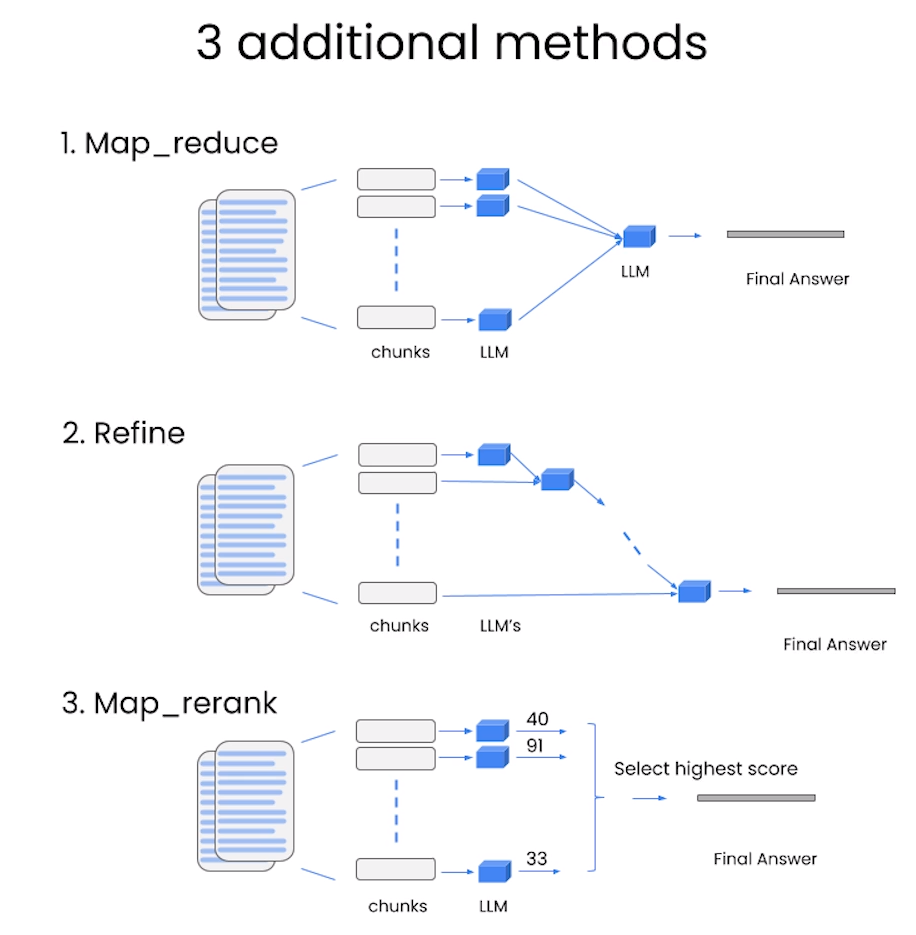 3 additional methods
1. Map_reduce
LLM
Final Answer
chunks
LLM
2. Refine
chunks
LLM's
Final Answer
3. Map_rerank
40
91
Select highest score
33
Final Answer
chunks
LLM